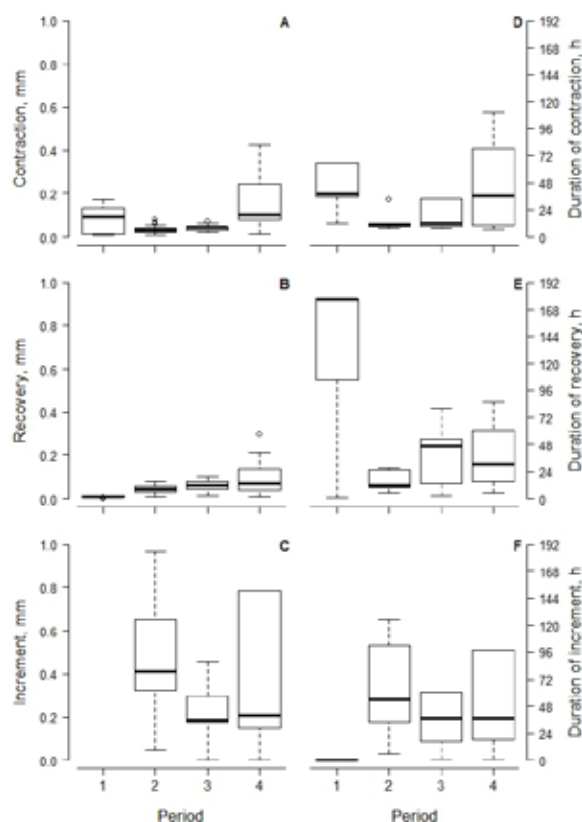 A
Contraction, mm
1.0
0.8
0.6
0.4
0.2
0.0
D
Duration of contraction, h
192
168
144
120
96
72
48
24
0
B
Recovery, mm
1.0
0.8
0.6
0.4
0.2
0.0
E
Duration of recovery, h
192
168
144
120
96
72
48
24
0
C
Increment, mm
1.0
0.8
0.6
0.4
0.2
0.0
1 2 3 4
Period
F
Duration of increment, h
192
168
144
120
96
72
48
24
0
1 2 3 4
Period